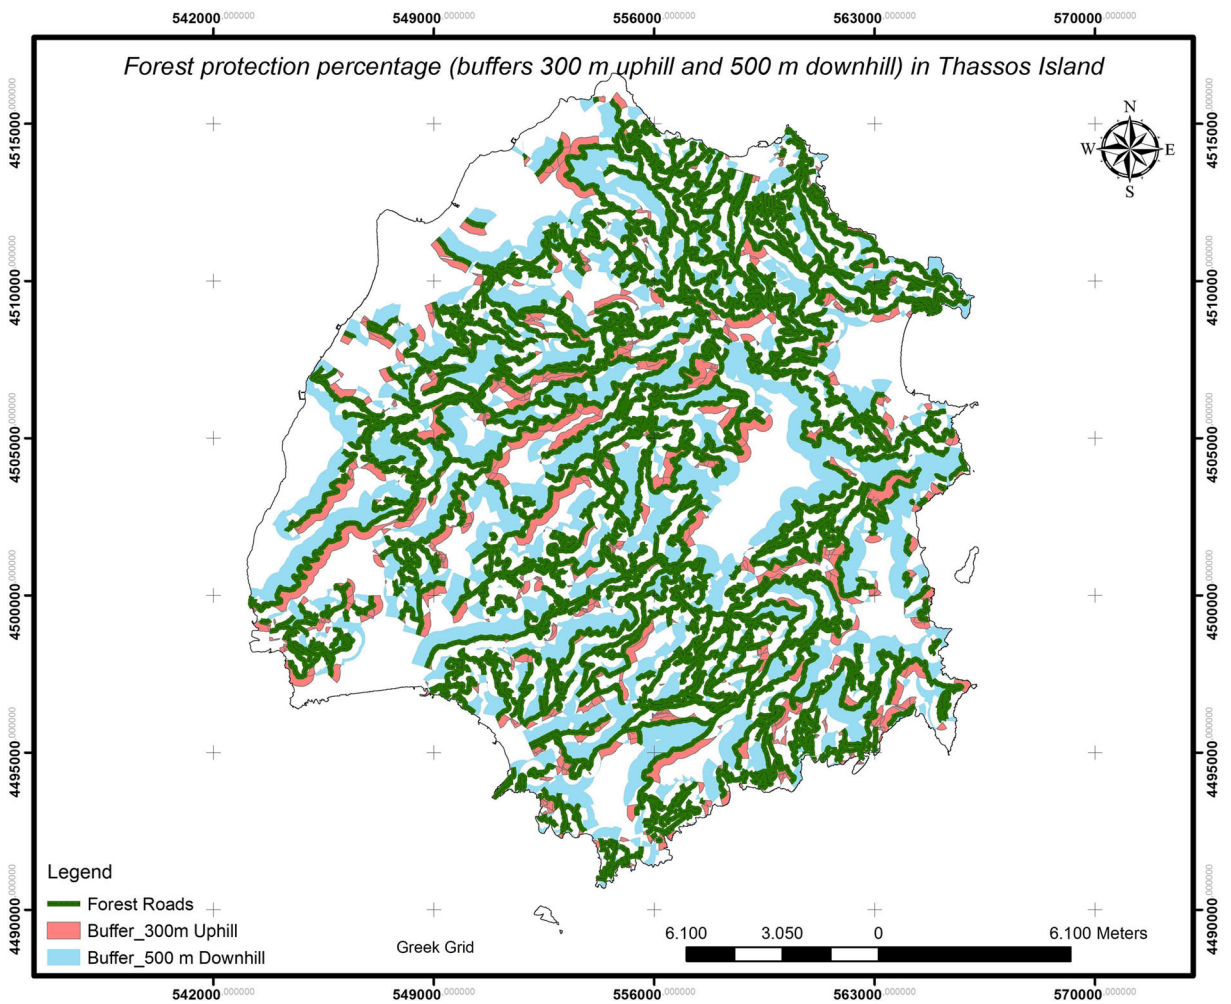 542000.000000 549000.000000 556000.000000 563000.000000 570000.000000
Forest protection percentage (buffers 300 m uphill and 500 m downhill) in Thassos Island
N
W E
S
4515000.000000 4515000.000000
4510000.000000 4510000.000000
4505000.000000 4505000.000000
4500000.000000 4500000.000000
4495000.000000 4495000.000000
4490000.000000 4490000.000000
Legend
Forest Roads
Buffer_300m Uphill
Buffer_500 m Downhill
Greek Grid
6.100 3.050 0 6.100 Meters
542000.000000 549000.000000 556000.000000 563000.000000 570000.000000